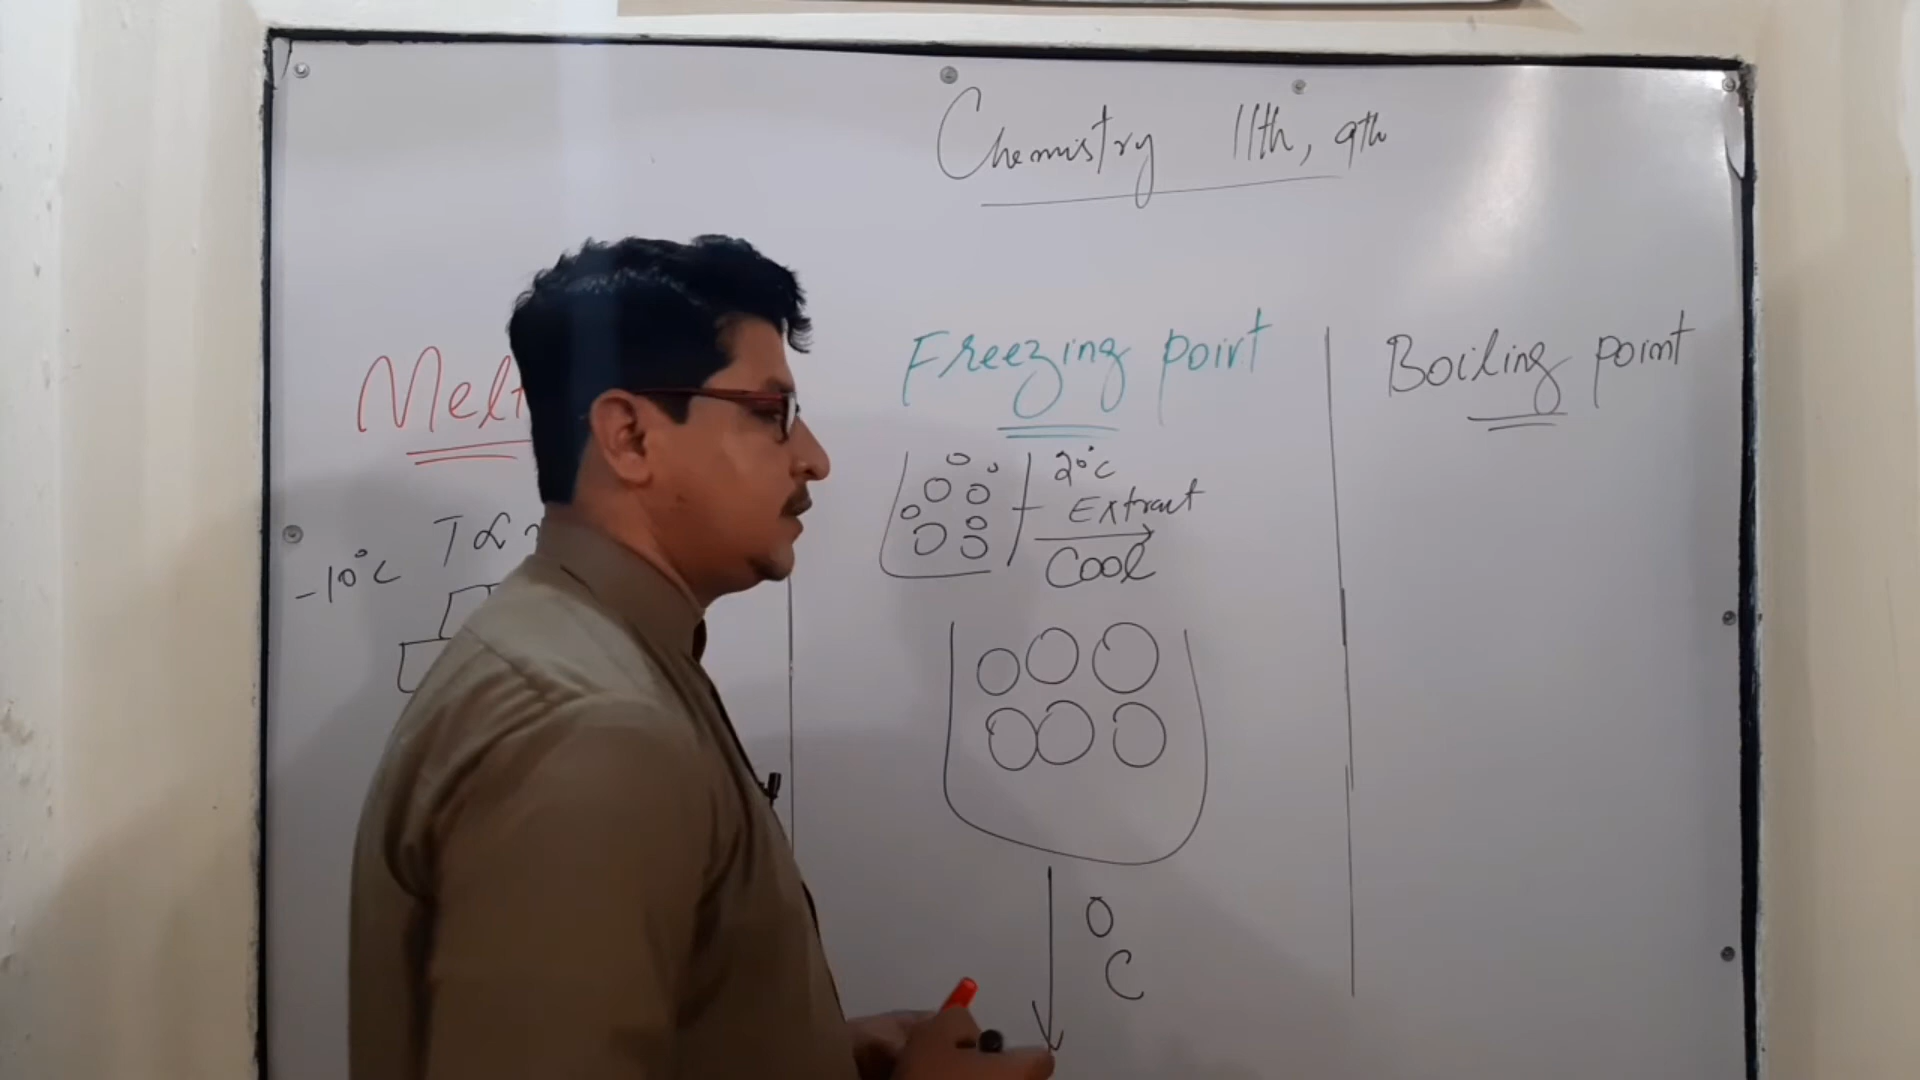 Chemistry 11th, 9th
Freezing point
Boiling point
20°C
Extract
Cool
T ∝
-10°C
0
C